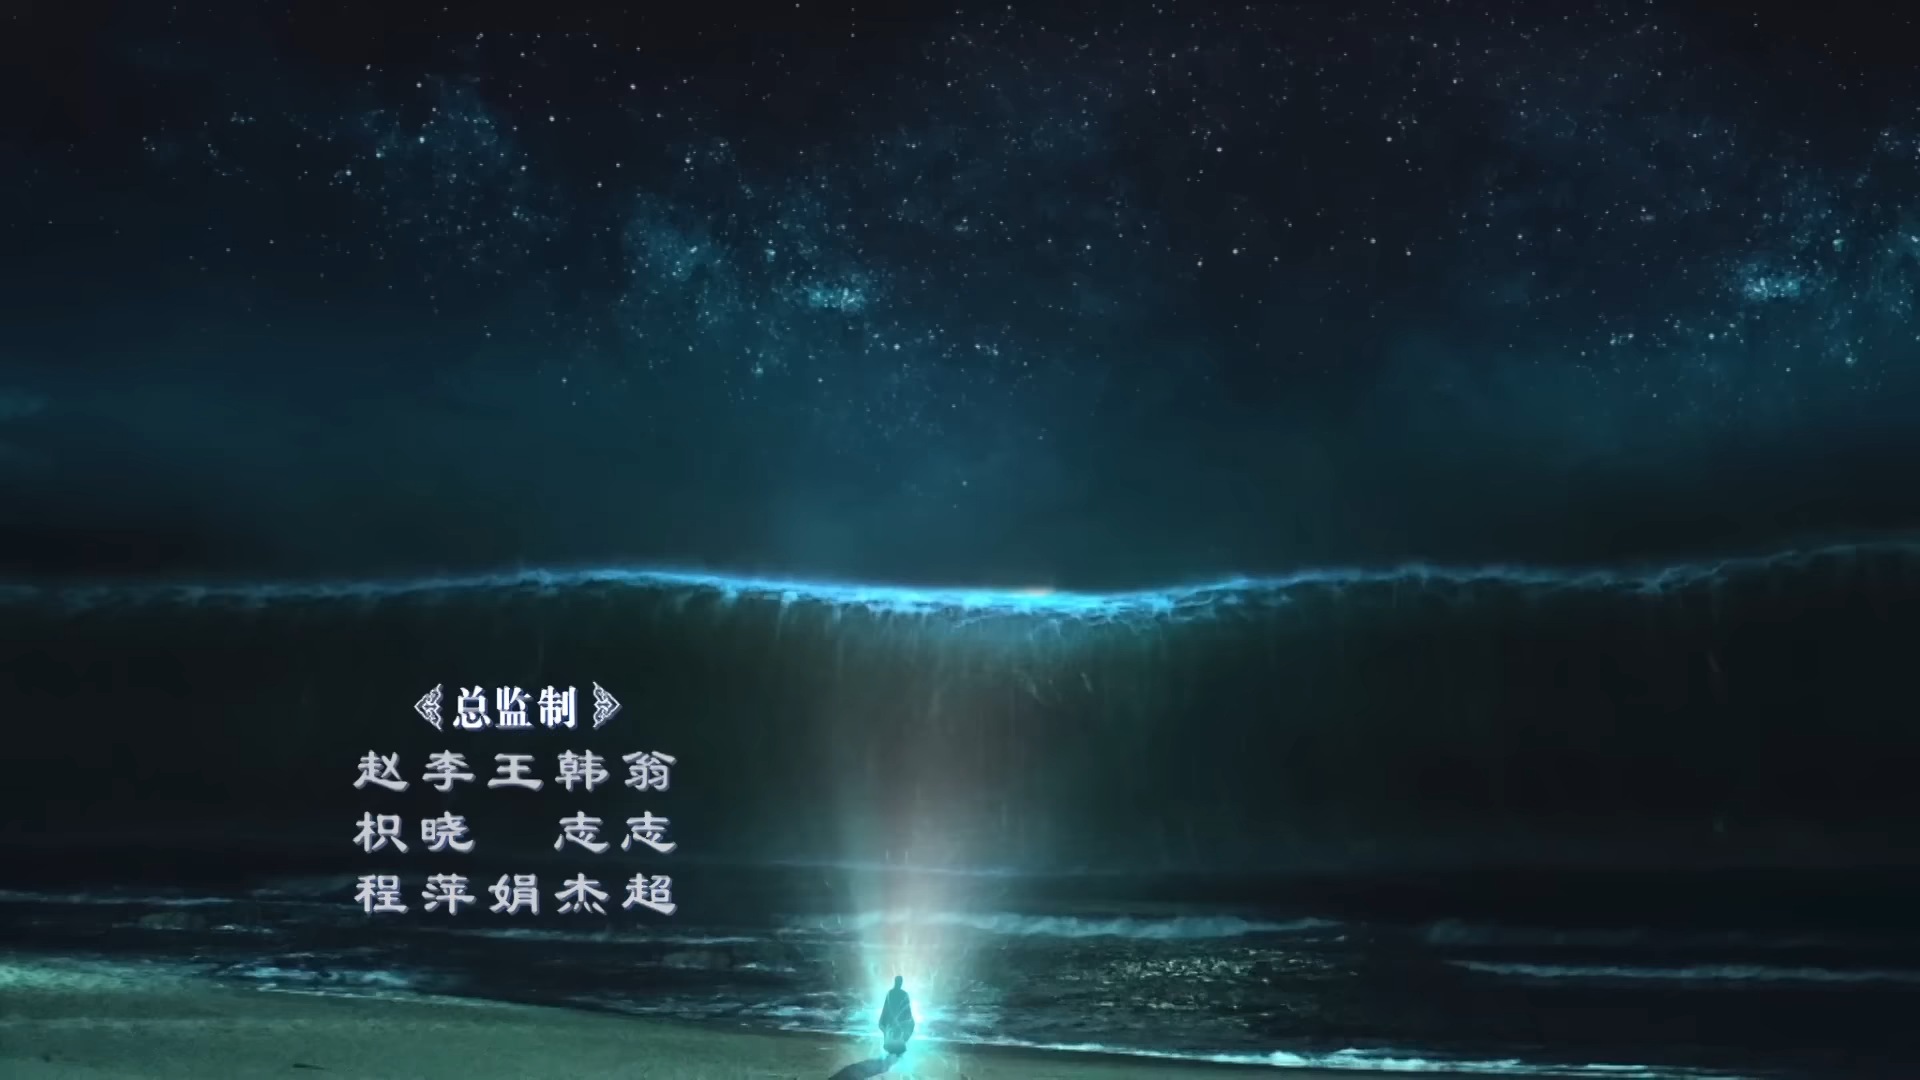 总监制
赵枳程
李晓萍
王娟
韩志杰
翁志超